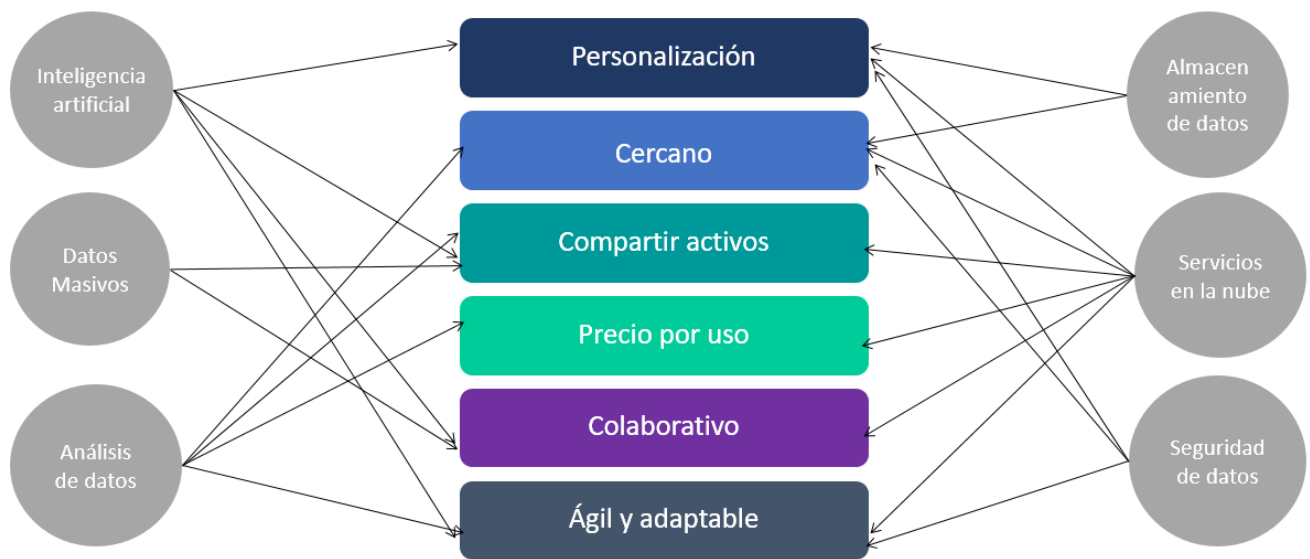 Inteligencia
artificial
Datos
Masivos
Análisis
de datos
Personalización
Cercano
Compartir activos
Precio por uso
Colaborativo
Ágil y adaptable
Almacen
amiento
de datos
Servicios
en la nube
Seguridad
de datos